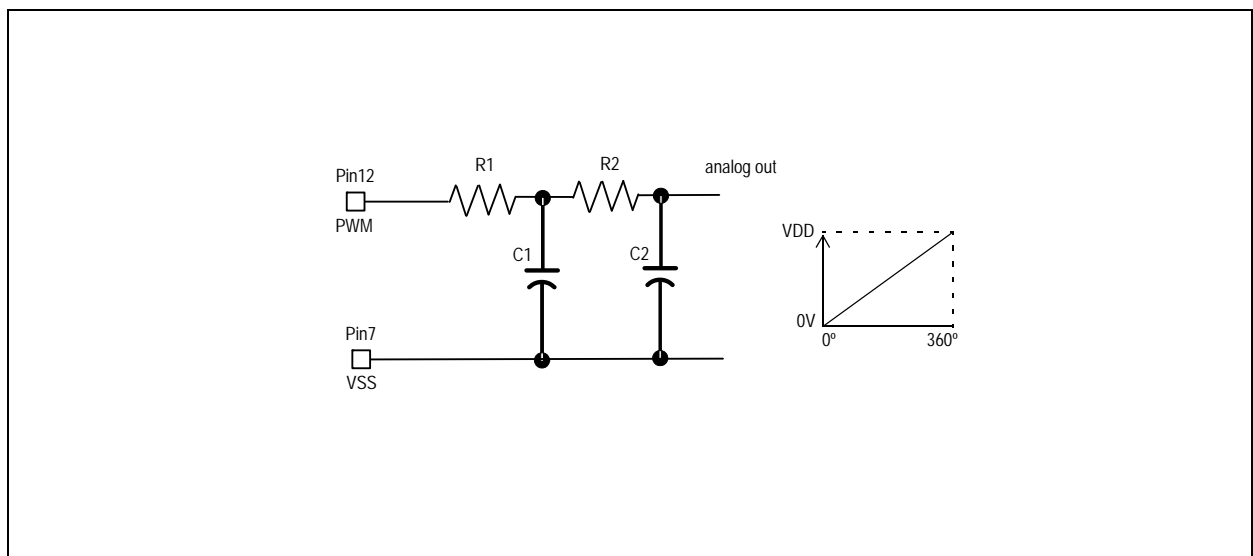 R1
R2
analog out
Pin12
PWM
C1
C2
VDD
0V
0º
360º
Pin7
VSS